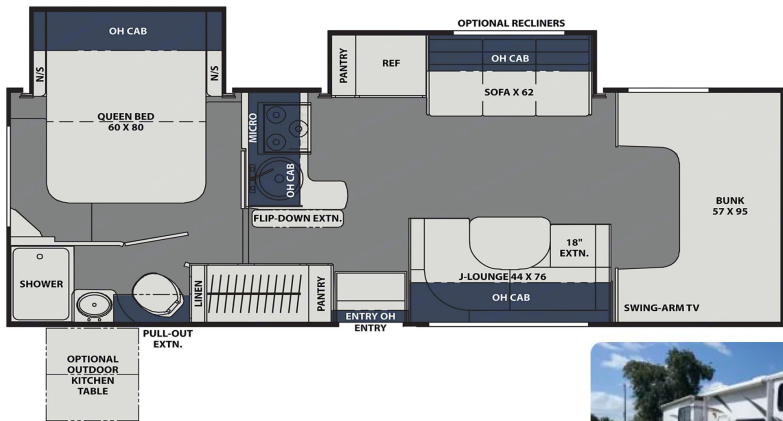 OPTIONAL RECLINERS
OH CAB
N/S
N/S
QUEEN BED
60 X 80
MICRO
OH CAB
FLIP-DOWN EXTN.
PANTRY
REF
OH CAB
SOFA X 62
BUNK
57 X 95
18"
EXTN.
J-LOUNGE 44 X 76
OH CAB
SWING-ARM TV
SHOWER
LINEN
PANTRY
ENTRY OH
ENTRY
PULL-OUT
EXTN.
OPTIONAL
OUTDOOR
KITCHEN
TABLE